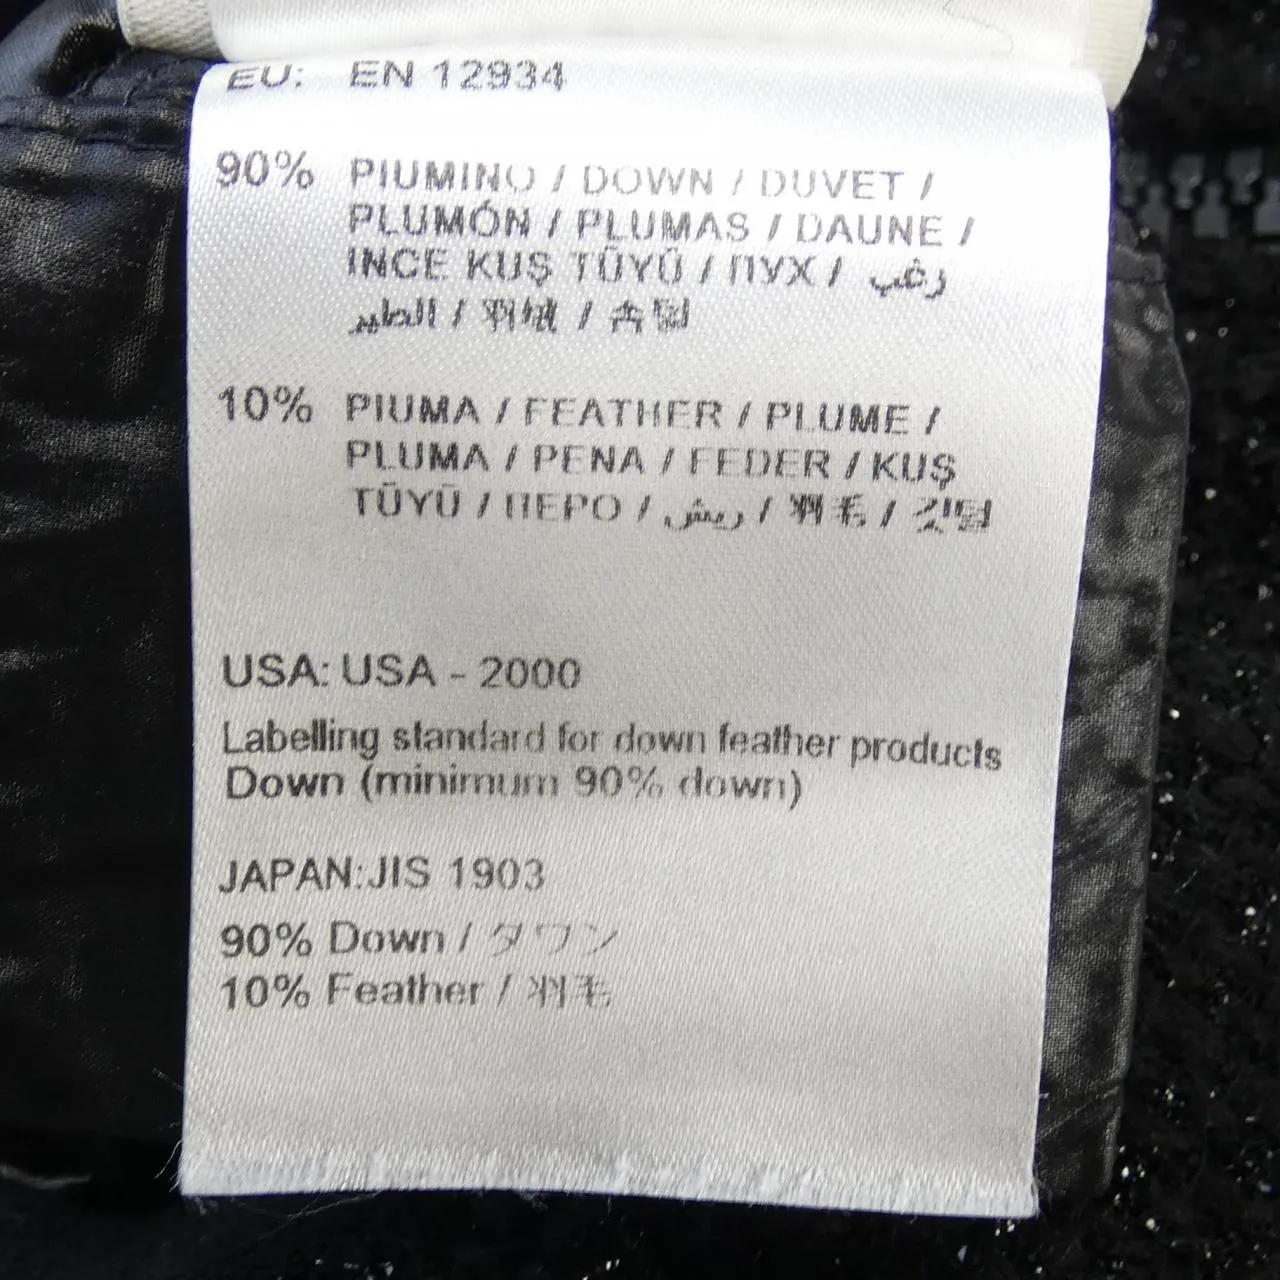 EU: EN 12934
90% PIUMINO / DOWN / DUVET /
PLUMÓN / PLUMAS / DAUNE /
INCE KUŞ TÜYÜ / ПУХ / زغب
الطير / 羽绒 / 솜털
10% PIUMA / FEATHER / PLUME /
PLUMA / PENA / FEDER / KUŞ
TÜYÜ / ПЕРО / ريش / 羽毛 / 깃털
USA: USA - 2000
Labelling standard for down feather products
Down (minimum 90% down)
JAPAN:JIS 1903
90% Down / ダウン
10% Feather / 羽毛